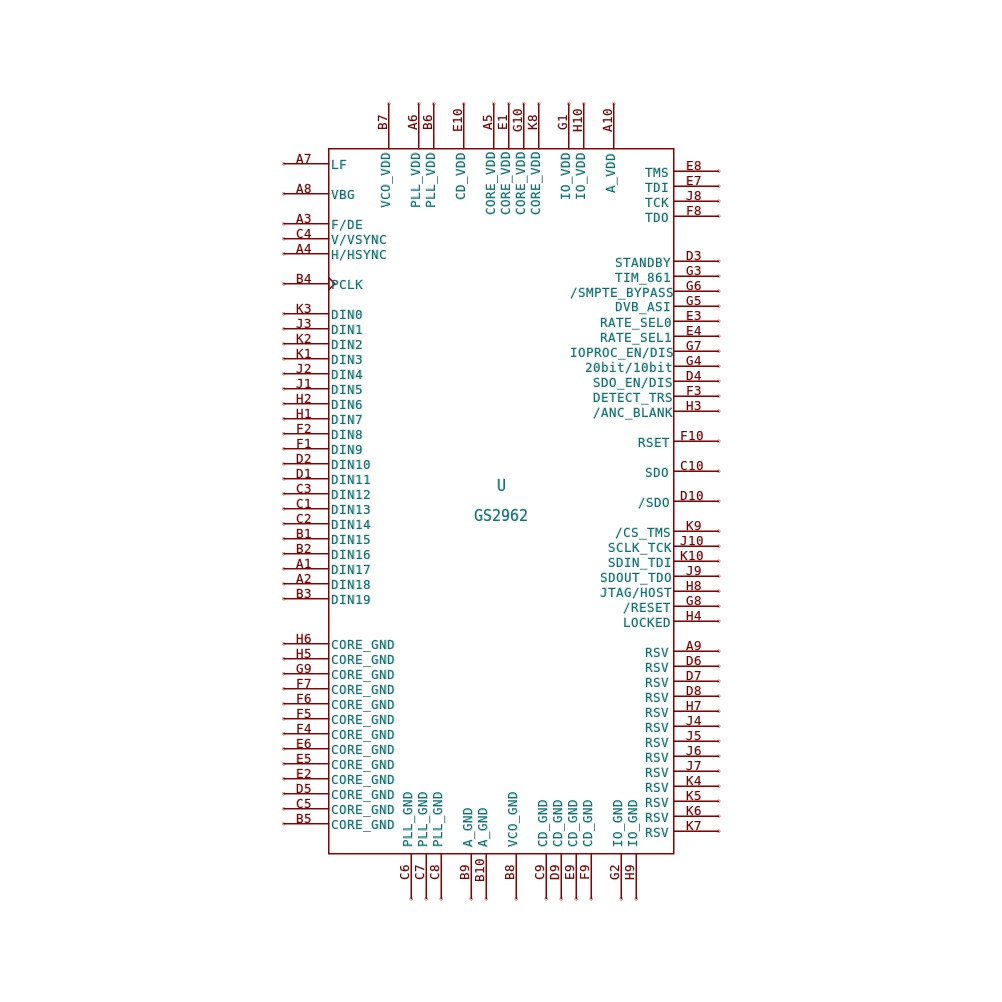 B7
A6
B6
E10
A5
E1
G10
K8
G1
H10
A10
VCO_VDD
PLL_VDD
PLL_VDD
CD_VDD
CORE_VDD
CORE_VDD
CORE_VDD
CORE_VDD
IO_VDD
IO_VDD
A_VDD
A7 LF
A8 VBG
A3 F/DE
C4 V/VSYNC
A4 H/HSYNC
B4 PCLK
K3 DIN0
J3 DIN1
K2 DIN2
K1 DIN3
J2 DIN4
J1 DIN5
H2 DIN6
H1 DIN7
F2 DIN8
F1 DIN9
D2 DIN10
D1 DIN11
C3 DIN12
C1 DIN13
C2 DIN14
B1 DIN15
B2 DIN16
A1 DIN17
A2 DIN18
B3 DIN19
H6 CORE_GND
H5 CORE_GND
G9 CORE_GND
F7 CORE_GND
F6 CORE_GND
F5 CORE_GND
F4 CORE_GND
E6 CORE_GND
E5 CORE_GND
E2 CORE_GND
D5 CORE_GND
C5 CORE_GND
B5 CORE_GND
U
GS2962
TMS E8
TDI E7
TCK J8
TDO F8
STANDBY D3
TIM_861 G3
/SMPTE_BYPASS G6
DVB_ASI G5
RATE_SEL0 E3
RATE_SEL1 E4
IOPROC_EN/DIS G7
20bit/10bit G4
SDO_EN/DIS D4
DETECT_TRS F3
/ANC_BLANK H3
RSET F10
SDO C10
/SDO D10
/CS_TMS K9
SCLK_TCK J10
SDIN_TDI K10
SDOUT_TDO J9
JTAG/HOST H8
/RESET G8
LOCKED H4
RSV A9
RSV D6
RSV D7
RSV D8
RSV H7
RSV J4
RSV J5
RSV J6
RSV J7
RSV K4
RSV K5
RSV K6
RSV K7
PLL_GND
PLL_GND
PLL_GND
A_GND
A_GND
VCO_GND
CD_GND
CD_GND
CD_GND
CD_GND
IO_GND
IO_GND
C6
C7
C8
B9
B10
B8
C9
D9
E9
F9
G2
H9